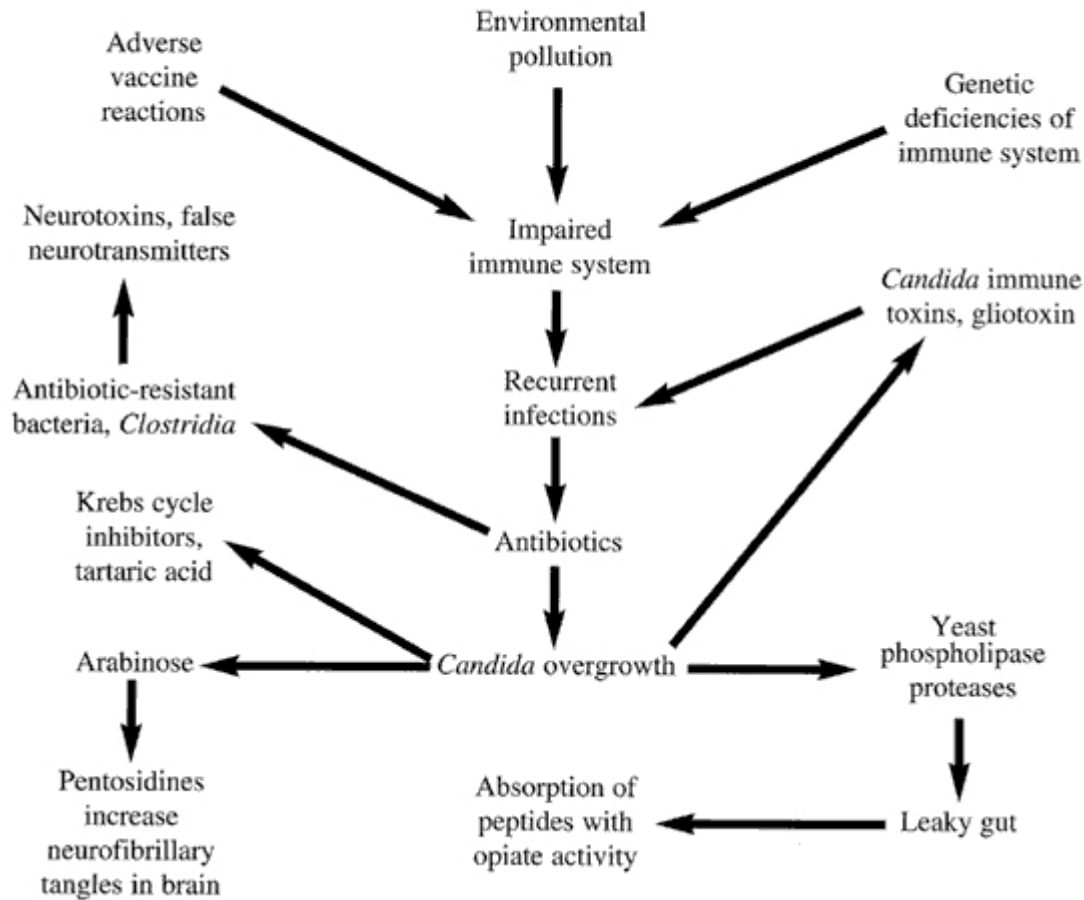 Environmental
pollution
Adverse
vaccine
reactions
Genetic
deficiencies of
immune system
Neurotoxins, false
neurotransmitters
Impaired
immune system
Candida immune
toxins, gliotoxin
Recurrent
infections
Antibiotic-resistant
bacteria, Clostridia
Krebs cycle
inhibitors,
tartaric acid
Antibiotics
Yeast
phospholipase
proteases
Arabinose
Candida overgrowth
Pentosidines
increase
neurofibrillary
tangles in brain
Absorption of
peptides with
opiate activity
Leaky gut